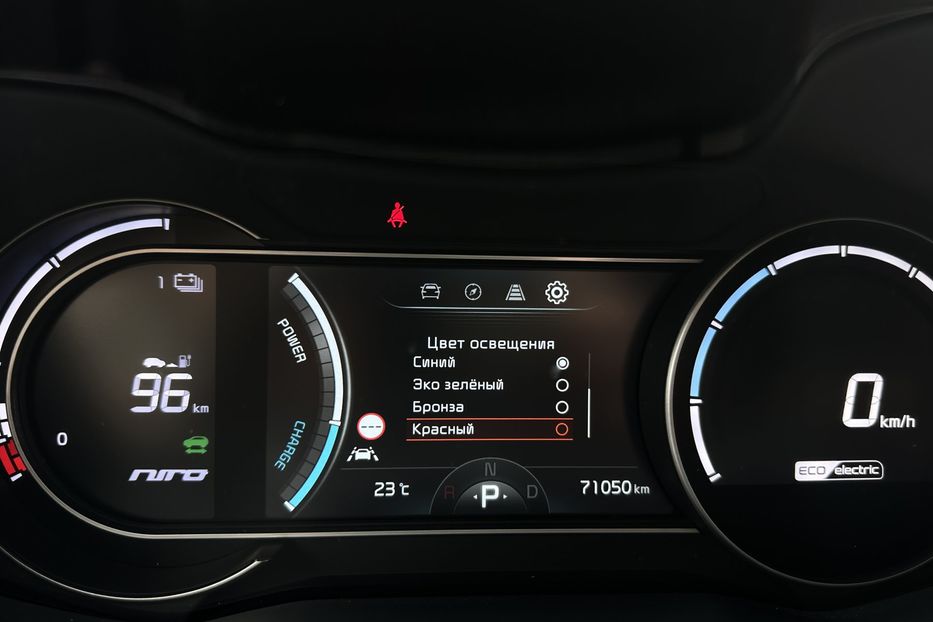 1
POWER
Цвет освещения
Синий
Эко зелёный
96 km
Бронза
Красный
0
CHARGE
0 km/h
NIRO
ECO electric
23 °c
N
R P D
71050 km